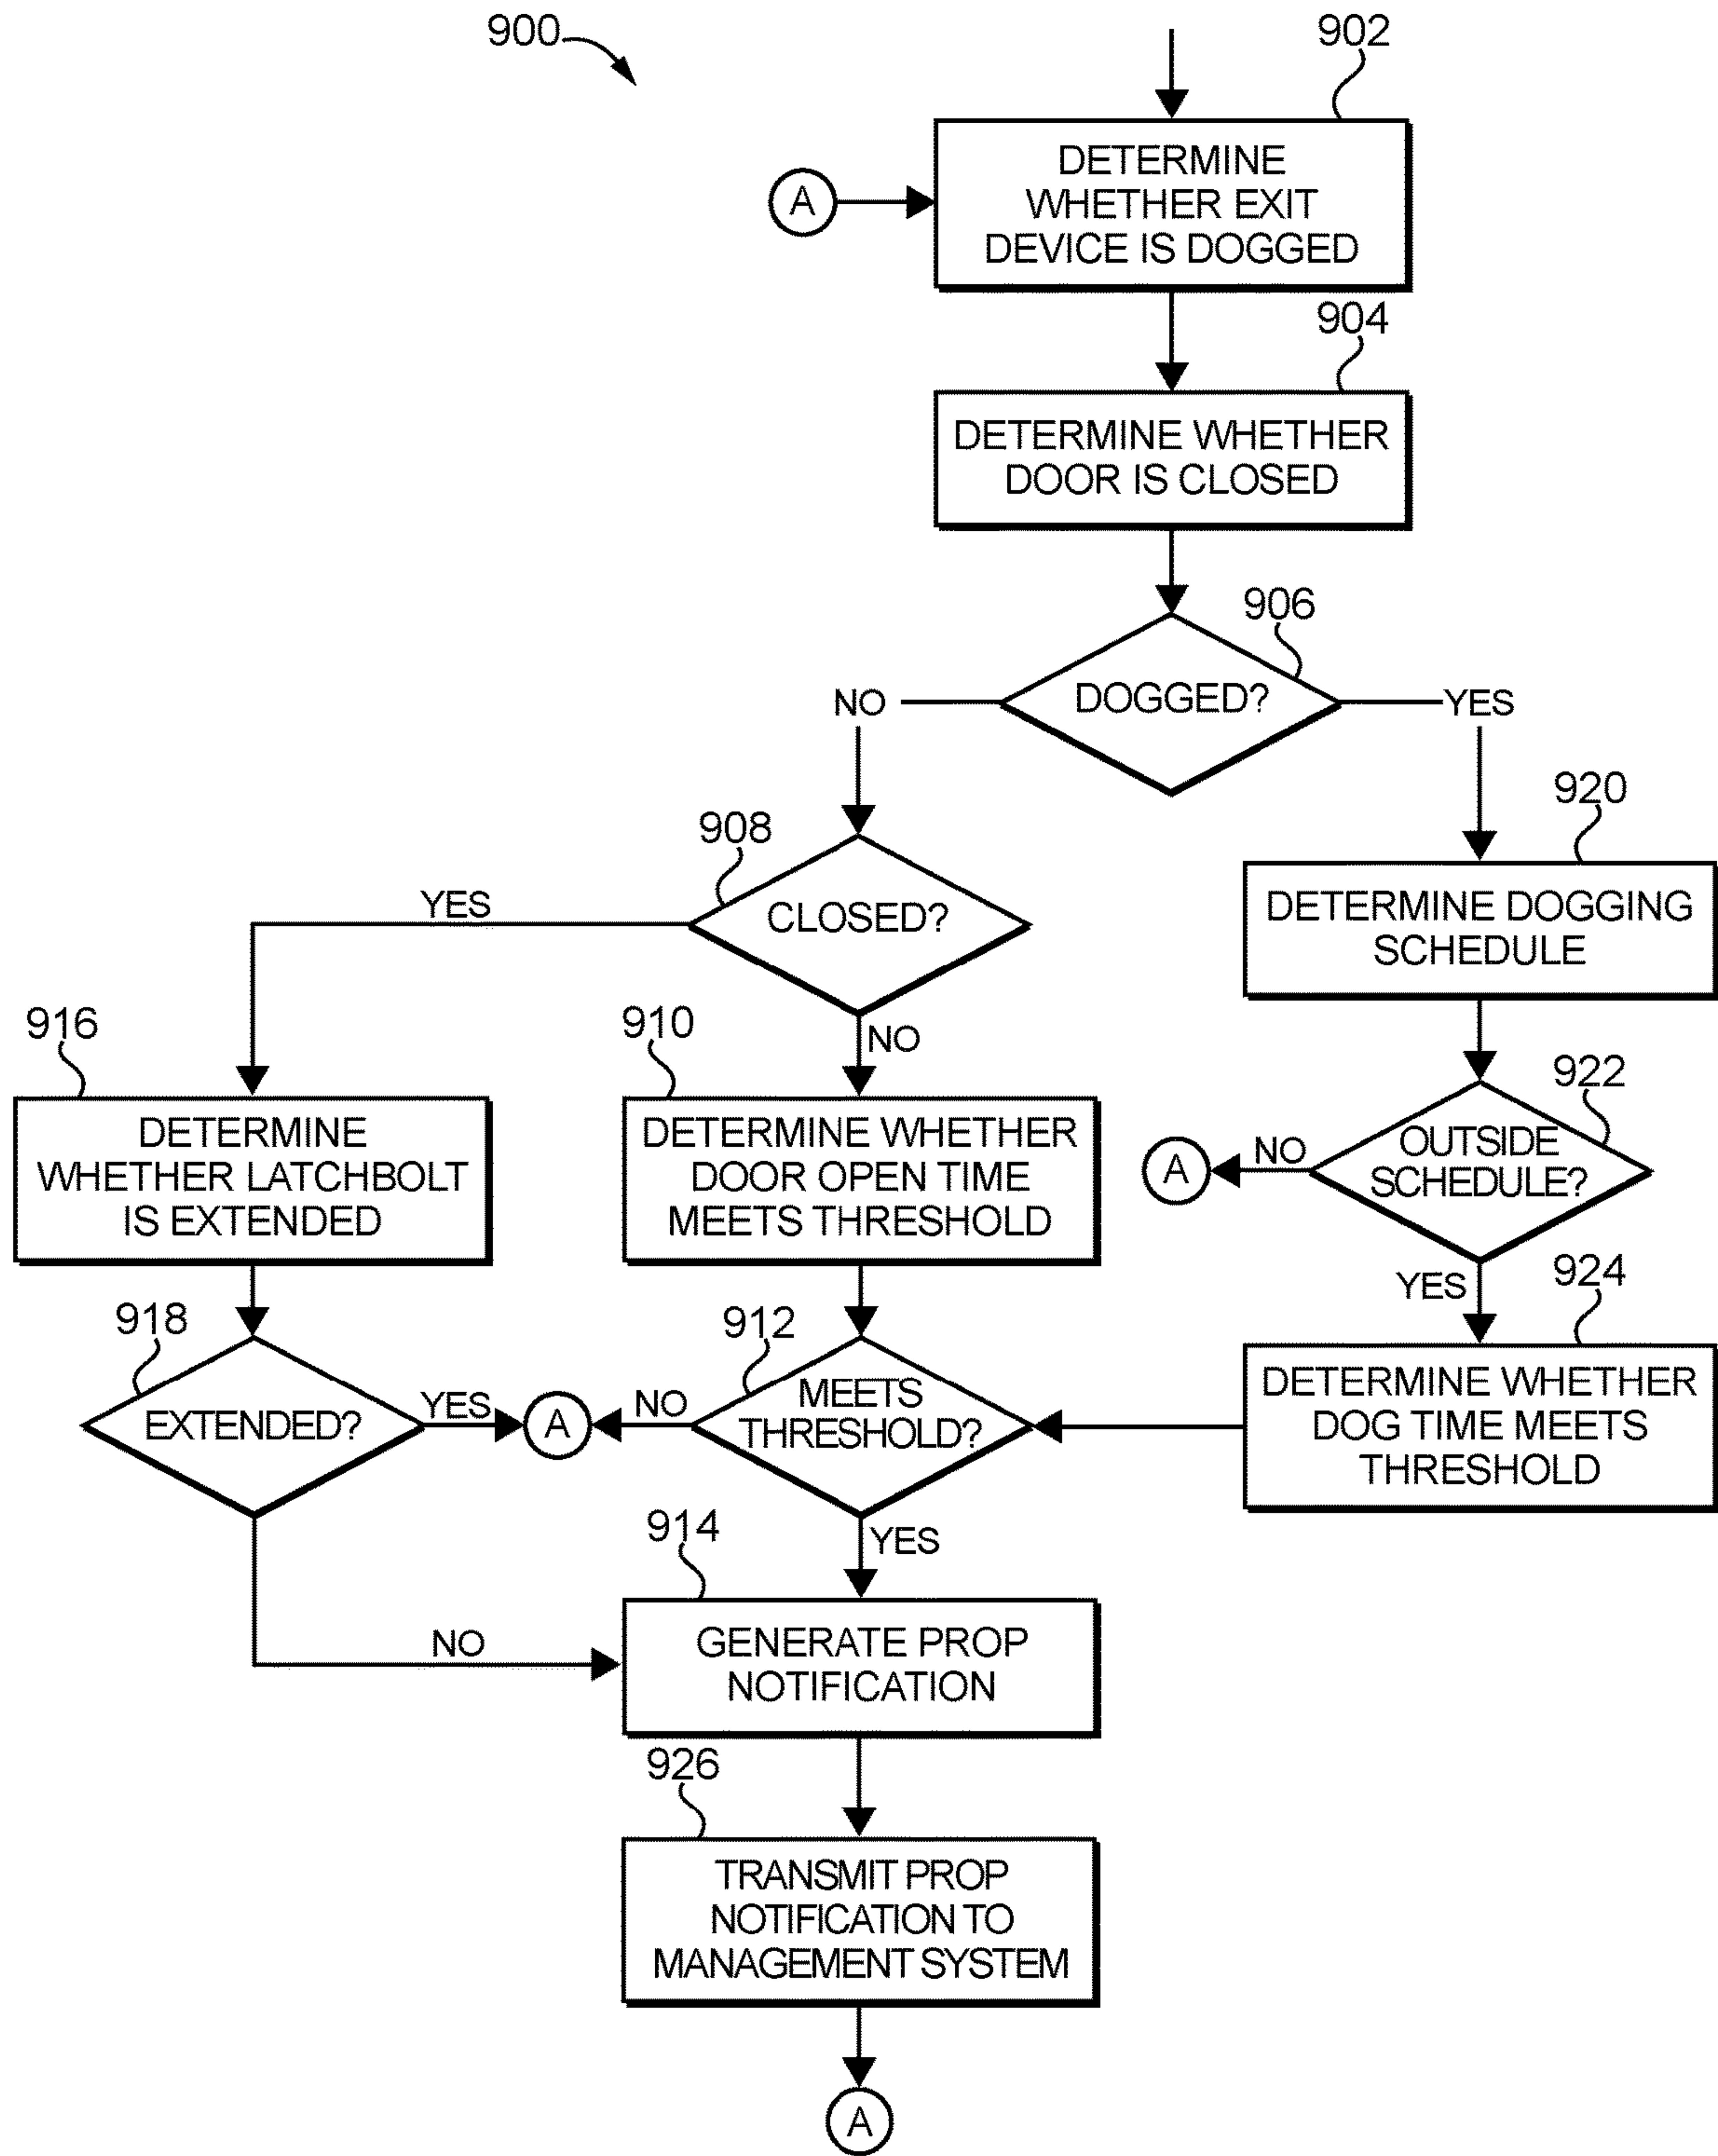 900
902
DETERMINE
WHETHER EXIT
DEVICE IS DOGGED
A
904
DETERMINE WHETHER
DOOR IS CLOSED
906
DOGGED?
NO
YES
908
CLOSED?
YES
NO
920
DETERMINE DOGGING
SCHEDULE
916
DETERMINE
WHETHER LATCHBOLT
IS EXTENDED
910
DETERMINE WHETHER
DOOR OPEN TIME
MEETS THRESHOLD
922
OUTSIDE
SCHEDULE?
NO
A
YES
924
DETERMINE WHETHER
DOG TIME MEETS
THRESHOLD
918
EXTENDED?
YES
A
NO
912
MEETS
THRESHOLD?
YES
NO
914
GENERATE PROP
NOTIFICATION
926
TRANSMIT PROP
NOTIFICATION TO
MANAGEMENT SYSTEM
A